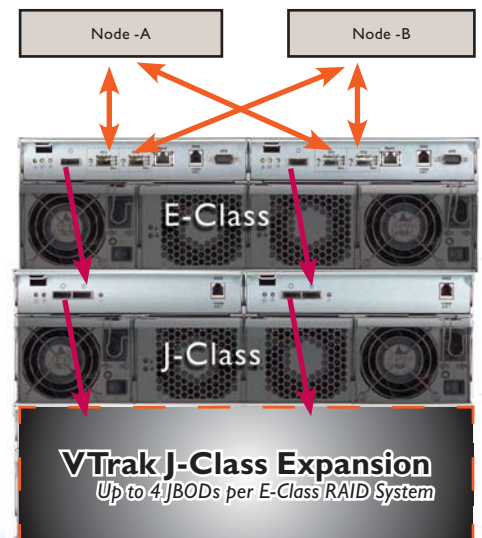 Node -A
Node -B
E-Class
J-Class
VTrak J-Class Expansion
Up to 4 JBODs per E-Class RAID System